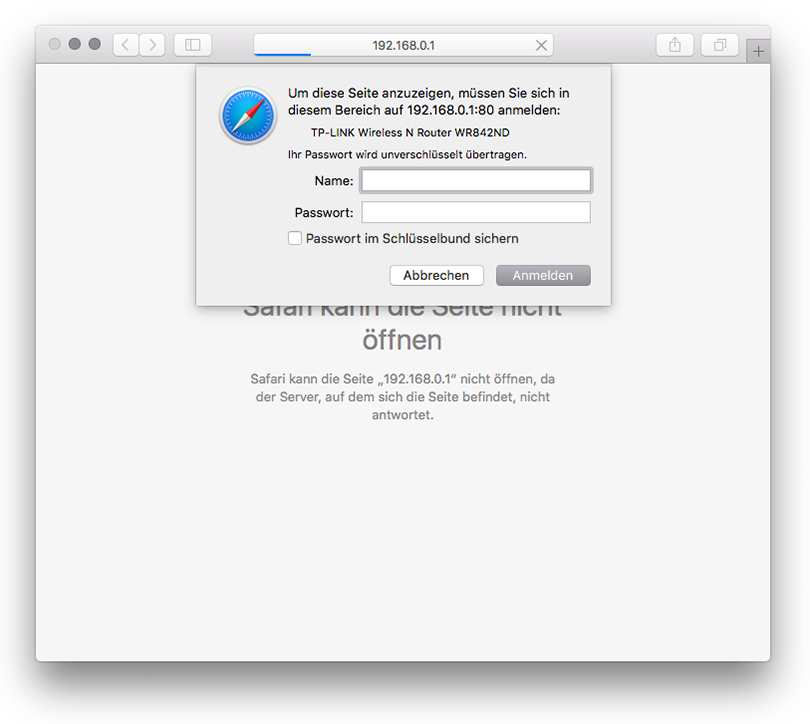 192.168.0.1
Um diese Seite anzuzeigen, müssen Sie sich in
diesem Bereich auf 192.168.0.1:80 anmelden:
TP-LINK Wireless N Router WR842ND
Ihr Passwort wird unverschlüsselt übertragen.
Name:
Passwort:
Passwort im Schlüsselbund sichern
Abbrechen Anmelden
Safari kann die Seite nicht
öffnen
Safari kann die Seite „192.168.0.1“ nicht öffnen, da
der Server, auf dem sich die Seite befindet, nicht
antwortet.